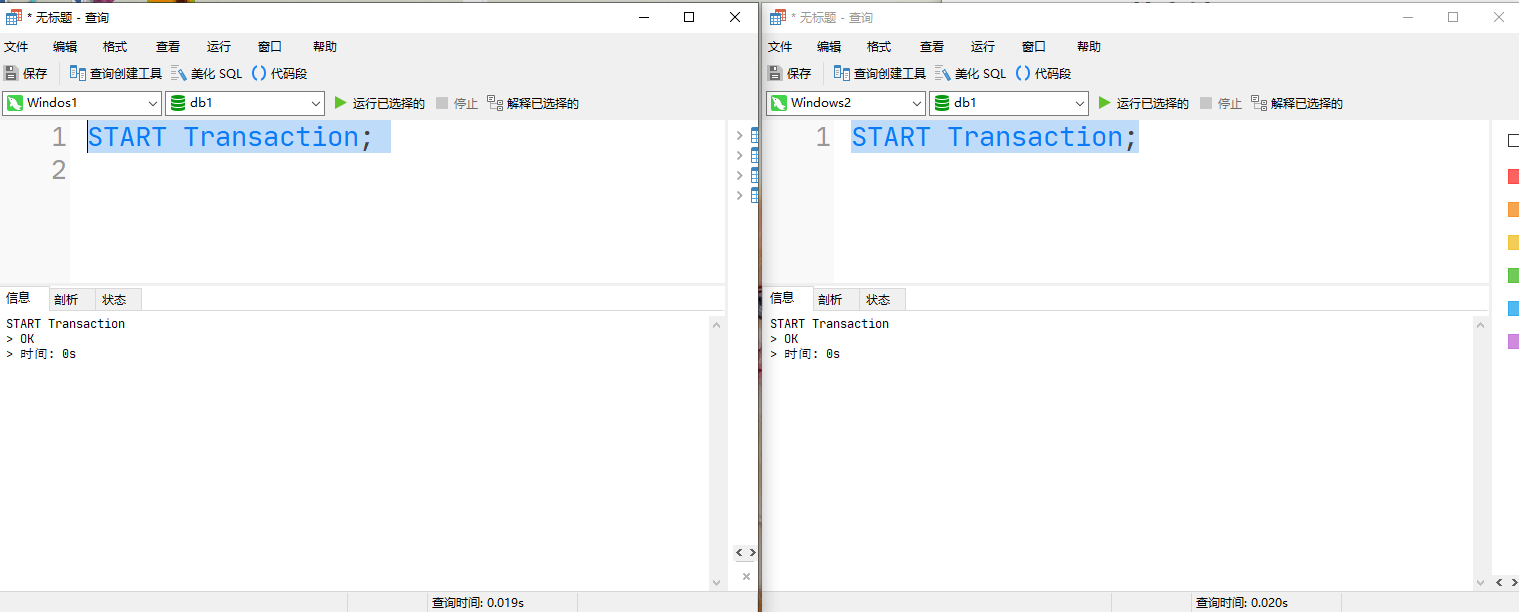 * 无标题 - 查询
文件 编辑 格式 查看 运行 窗口 帮助
保存 查询创建工具 美化 SQL () 代码段
Windos1 db1 运行已选择的 停止 解释已选择的
1 START Transaction;
2
信息 剖析 状态
START Transaction
> OK
> 时间: 0s
查询时间: 0.019s
* 无标题 - 查询
文件 编辑 格式 查看 运行 窗口 帮助
保存 查询创建工具 美化 SQL () 代码段
Windows2 db1 运行已选择的 停止 解释已选择的
1 START Transaction;
信息 剖析 状态
START Transaction
> OK
> 时间: 0s
查询时间: 0.020s